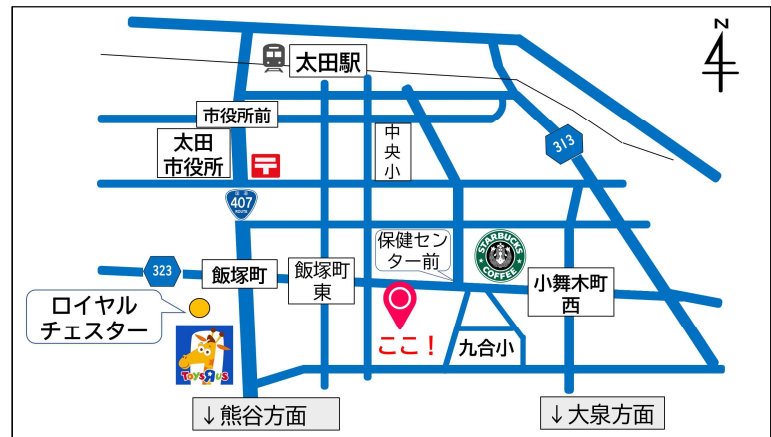 N
太田駅
市役所前
太田
市役所
中
央
小
313
国道
407
ROUTE
保健セン
ター前
STARBUCKS
COFFEE
323
飯塚町
飯塚町
東
小舞木町
西
ロイヤル
チェスター
TOYS"R"US
ここ！
九合小
↓熊谷方面
↓大泉方面